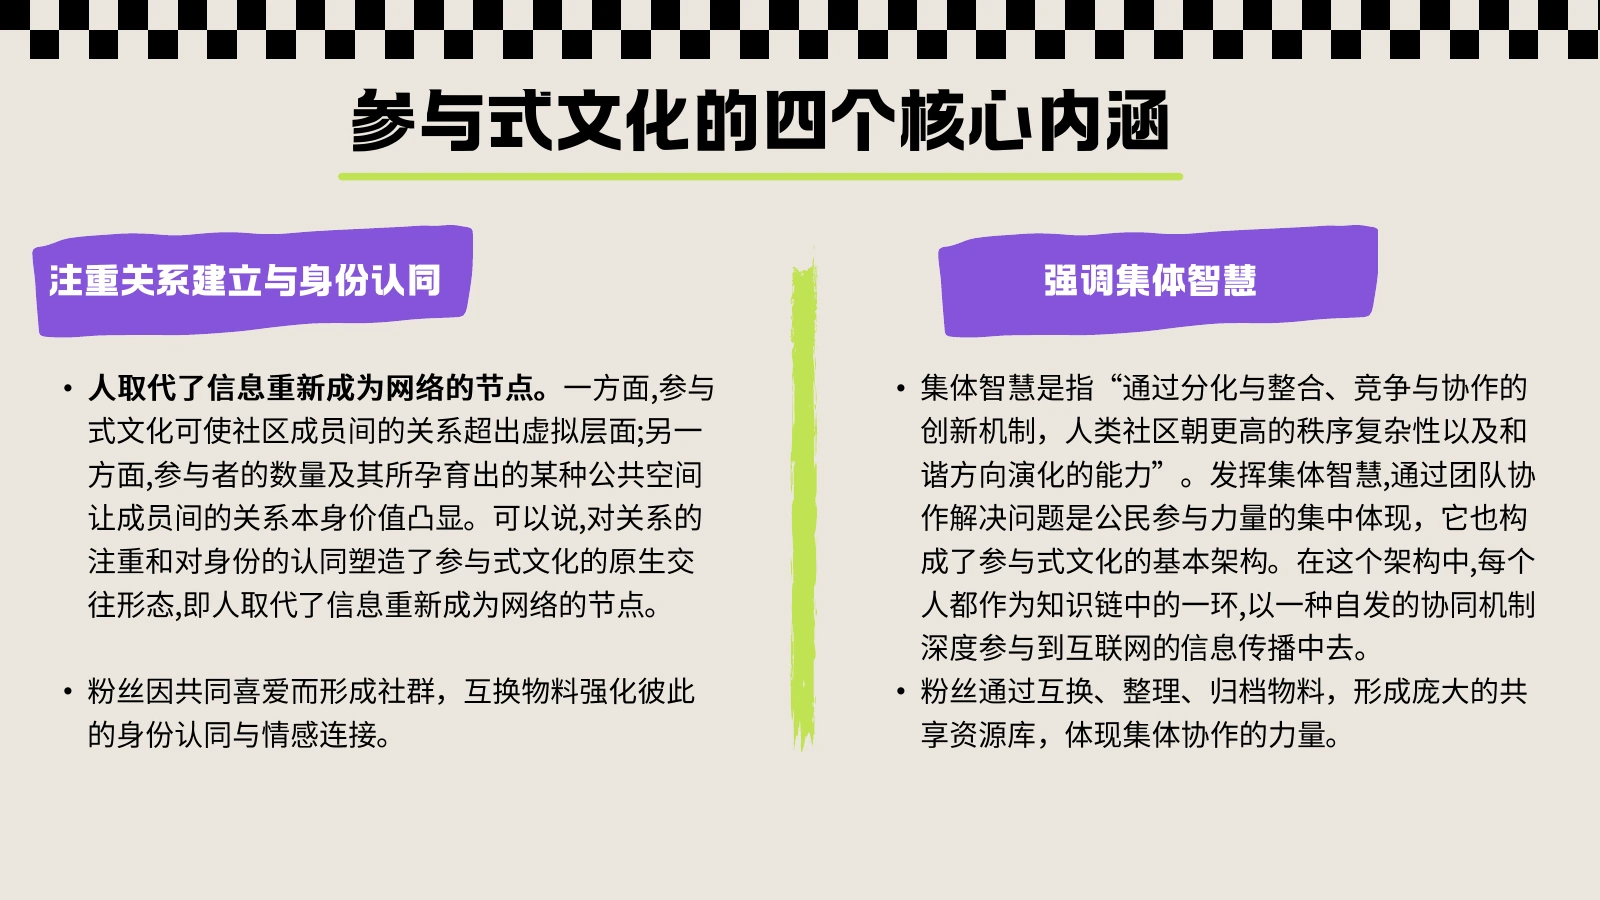 参与式文化的四个核心内涵
注重关系建立与身份认同
• 人取代了信息重新成为网络的节点。一方面,参与
式文化可使社区成员间的关系超出虚拟层面;另一
方面,参与者的数量及其所孕育出的某种公共空间
让成员间的关系本身价值凸显。可以说,对关系的
注重和对身份的认同塑造了参与式文化的原生交
往形态,即人取代了信息重新成为网络的节点。
• 粉丝因共同喜爱而形成社群，互换物料强化彼此
的身份认同与情感连接。
强调集体智慧
• 集体智慧是指“通过分化与整合、竞争与协作的
创新机制，人类社区朝更高的秩序复杂性以及和
谐方向演化的能力”。发挥集体智慧,通过团队协
作解决问题是公民参与力量的集中体现，它也构
成了参与式文化的基本架构。在这个架构中,每个
人都作为知识链中的一环,以一种自发的协同机制
深度参与到互联网的信息传播中去。
• 粉丝通过互换、整理、归档物料，形成庞大的共
享资源库，体现集体协作的力量。